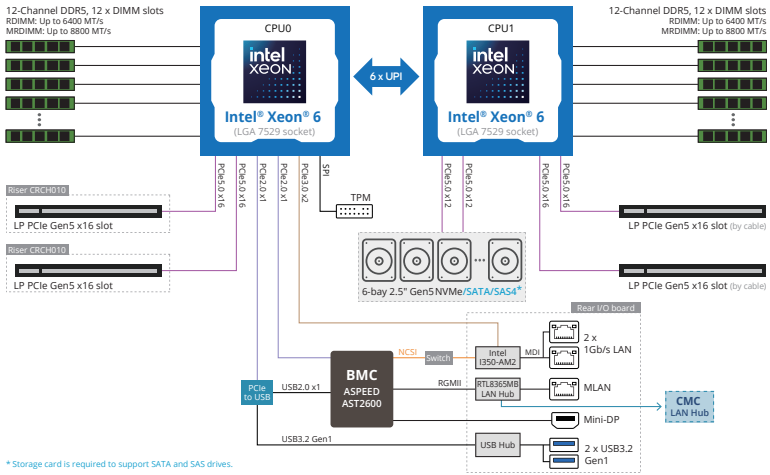 12-Channel DDR5, 12 x DIMM slots
RDIMM: Up to 6400 MT/s
MRDIMM: Up to 8800 MT/s
CPU0
intel
XEON
Intel® Xeon® 6
(LGA 7529 socket)
6 x UPI
CPU1
intel
XEON
Intel® Xeon® 6
(LGA 7529 socket)
12-Channel DDR5, 12 x DIMM slots
RDIMM: Up to 6400 MT/s
MRDIMM: Up to 8800 MT/s
PCIe5.0 x16
PCIe5.0 x16
PCIe2.0 x1
PCIe2.0 x1
PCIe3.0 x2
SPI
PCIe5.0 x12
PCIe5.0 x12
PCIe5.0 x16
PCIe5.0 x16
TPM
Riser CRCH010
LP PCIe Gen5 x16 slot
Riser CRCH010
LP PCIe Gen5 x16 slot
LP PCIe Gen5 x16 slot (by cable)
LP PCIe Gen5 x16 slot (by cable)
6-bay 2.5" Gen5 NVMe/SATA/SAS4*
Rear I/O board
NCSI
Switch
Intel
I350-AM2
MDI
2 x
1Gb/s LAN
BMC
ASPEED
AST2600
PCIe
to USB
USB2.0 x1
RGMII
RTL8365MB
LAN Hub
MLAN
CMC
LAN Hub
Mini-DP
USB3.2 Gen1
USB Hub
2 x USB3.2
Gen1
* Storage card is required to support SATA and SAS drives.